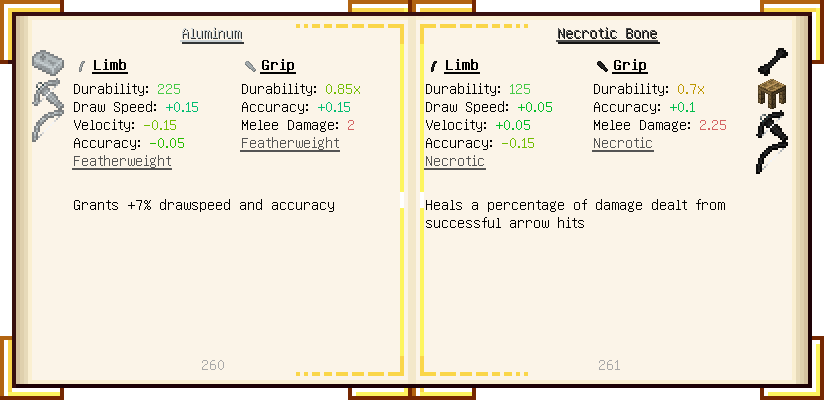 Aluminum
Limb
Durability: 225
Draw Speed: +0.15
Velocity: -0.15
Accuracy: -0.05
Featherweight
Grip
Durability: 0.85x
Accuracy: +0.15
Melee Damage: 2
Featherweight
Grants +7% drawspeed and accuracy
260
Necrotic Bone
Limb
Durability: 125
Draw Speed: +0.05
Velocity: +0.05
Accuracy: -0.15
Necrotic
Grip
Durability: 0.7x
Accuracy: +0.1
Melee Damage: 2.25
Necrotic
Heals a percentage of damage dealt from
successful arrow hits
261